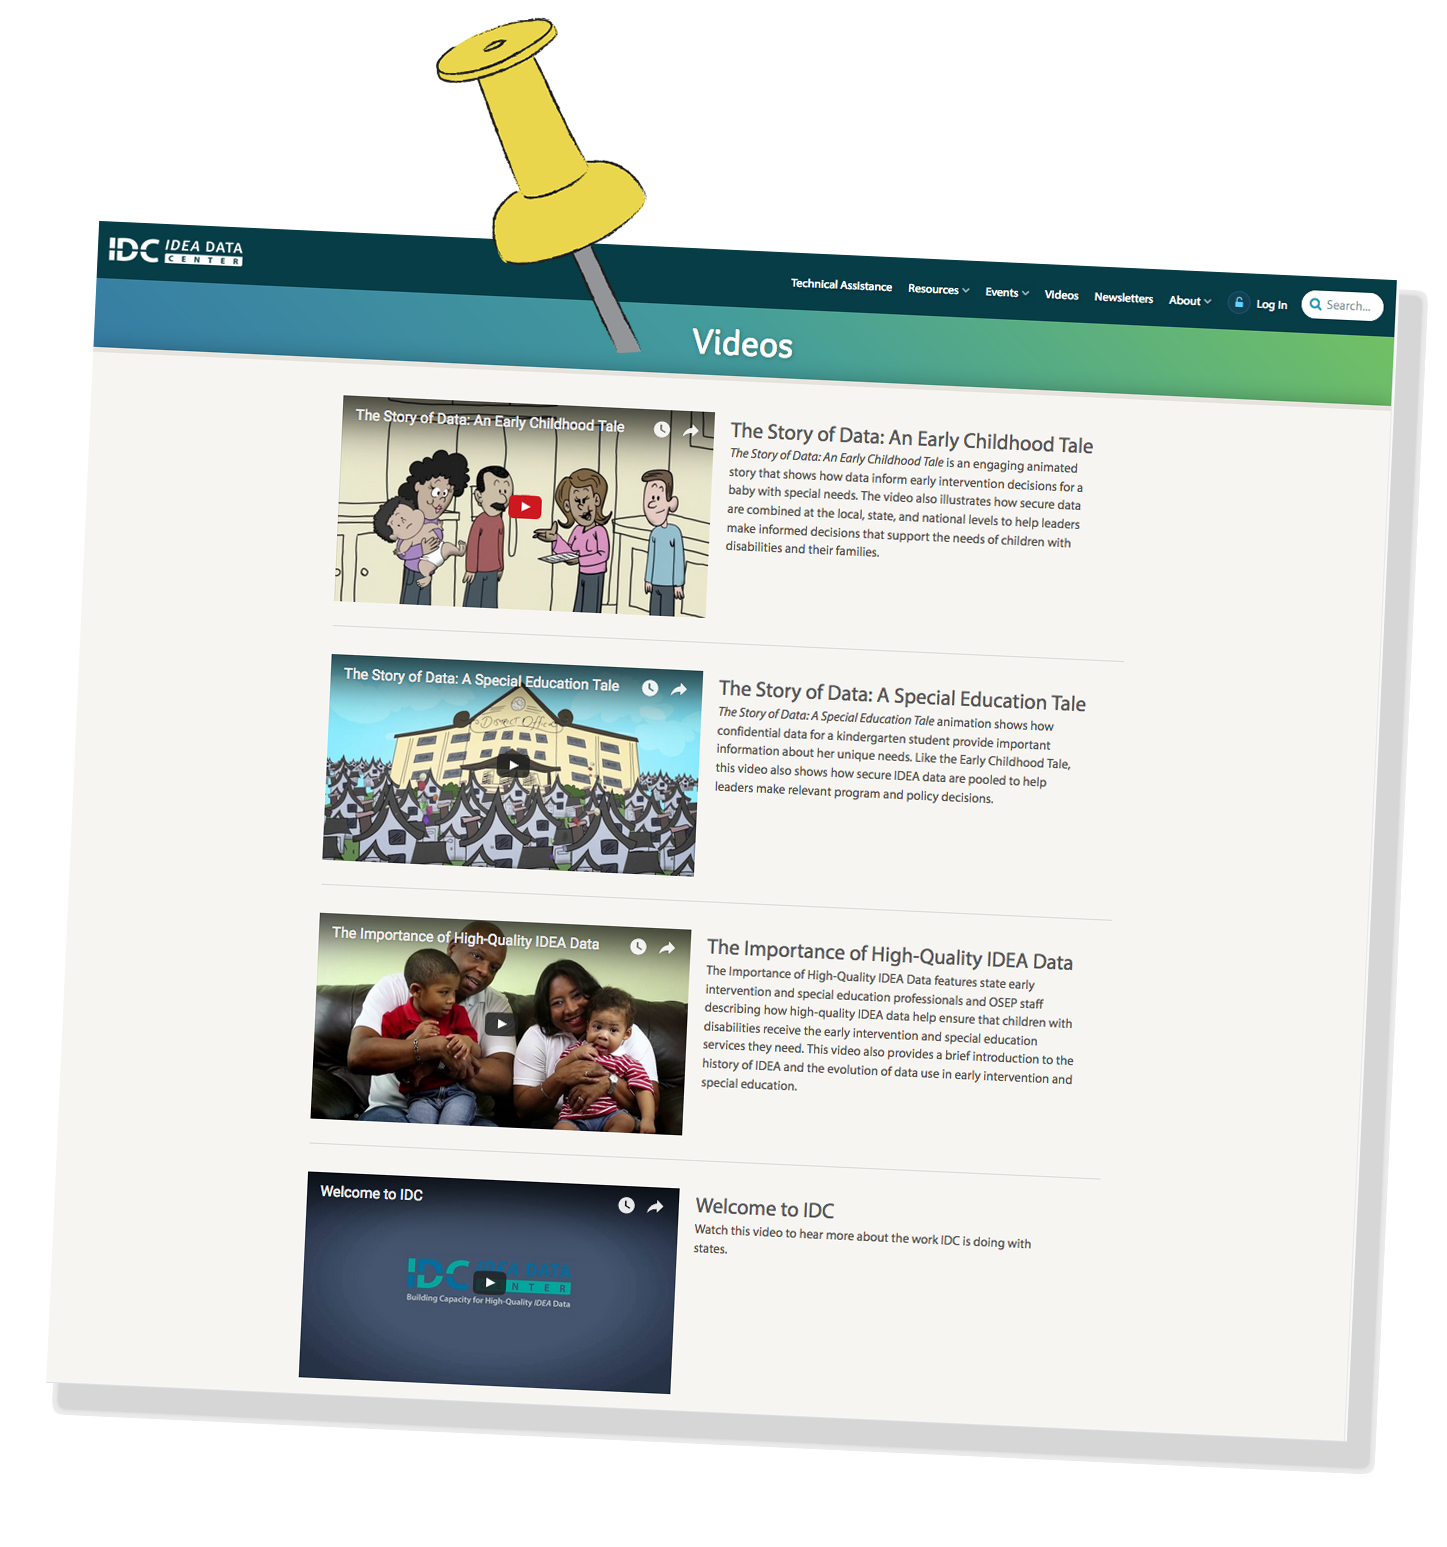 IDC IDEA DATA
CENTER
Technical Assistance Resources Events Videos Newsletters About Log In Search...
Videos
The Story of Data: An Early Childhood Tale
The Story of Data: An Early Childhood Tale
The Story of Data: An Early Childhood Tale is an engaging animated
story that shows how data inform early intervention decisions for a
baby with special needs. The video also illustrates how secure data
are combined at the local, state, and national levels to help leaders
make informed decisions that support the needs of children with
disabilities and their families.
The Story of Data: A Special Education Tale
District Office
The Story of Data: A Special Education Tale
The Story of Data: A Special Education Tale animation shows how
confidential data for a kindergarten student provide important
information about her unique needs. Like the Early Childhood Tale,
this video also shows how secure IDEA data are pooled to help
leaders make relevant program and policy decisions.
The Importance of High-Quality IDEA Data
The Importance of High-Quality IDEA Data
The Importance of High-Quality IDEA Data features state early
intervention and special education professionals and OSEP staff
describing how high-quality IDEA data help ensure that children with
disabilities receive the early intervention and special education
services they need. This video also provides a brief introduction to the
history of IDEA and the evolution of data use in early intervention and
special education.
Welcome to IDC
IDC IDEA DATA
NTER
Building Capacity for High-Quality IDEA Data
Welcome to IDC
Watch this video to hear more about the work IDC is doing with
states.